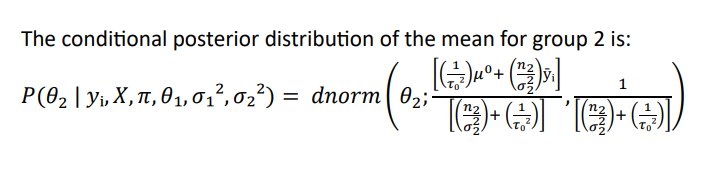 The conditional posterior distribution of the mean for group 2 is:
P(θ₂ | yᵢ, X, π, θ₁, σ₁², σ₂²) = dnorm(θ₂; [(1/τ₀²)μ⁰ + (n₂/σ₂²)ȳᵢ] / [(n₂/σ₂²) + (1/τ₀²)], 1 / [(n₂/σ₂²) + (1/τ₀²)])